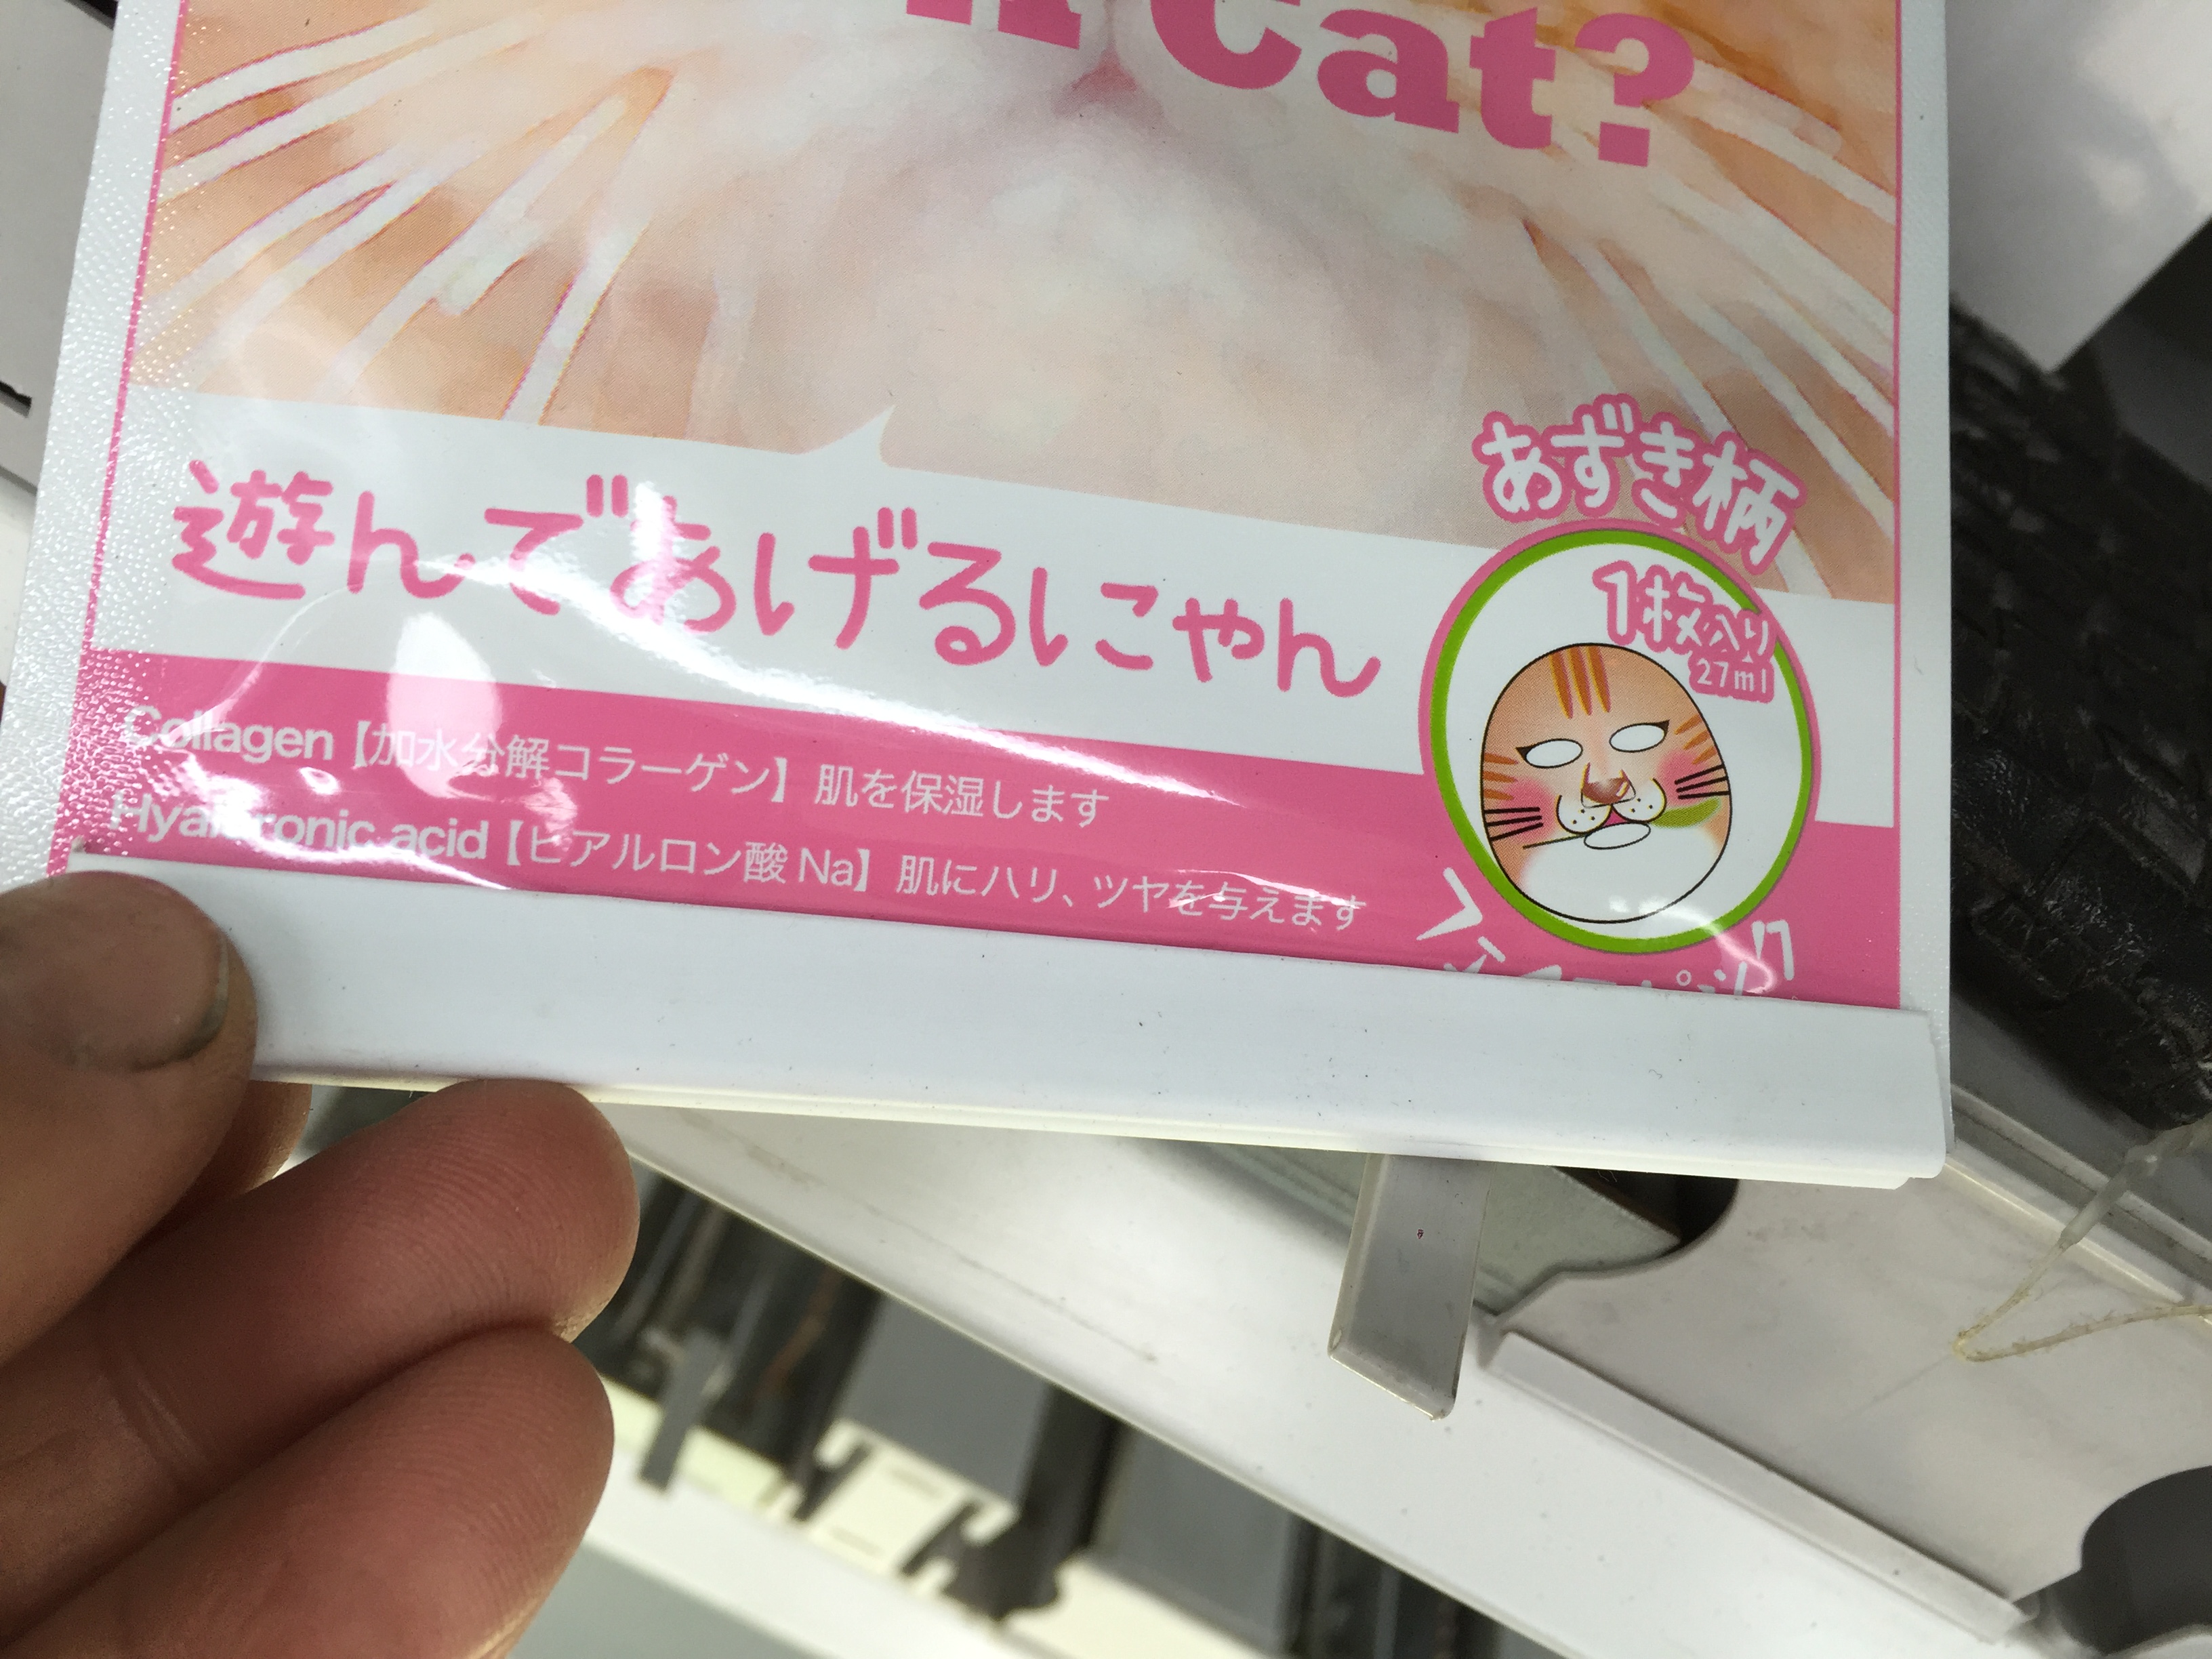 Cat?
あずき柄
1枚入り
27ml
遊んであげるにゃん
Collagen【加水分解コラーゲン】肌を保湿します
Hyaluronic acid【ヒアルロン酸Na】肌にハリ、ツヤを与えます